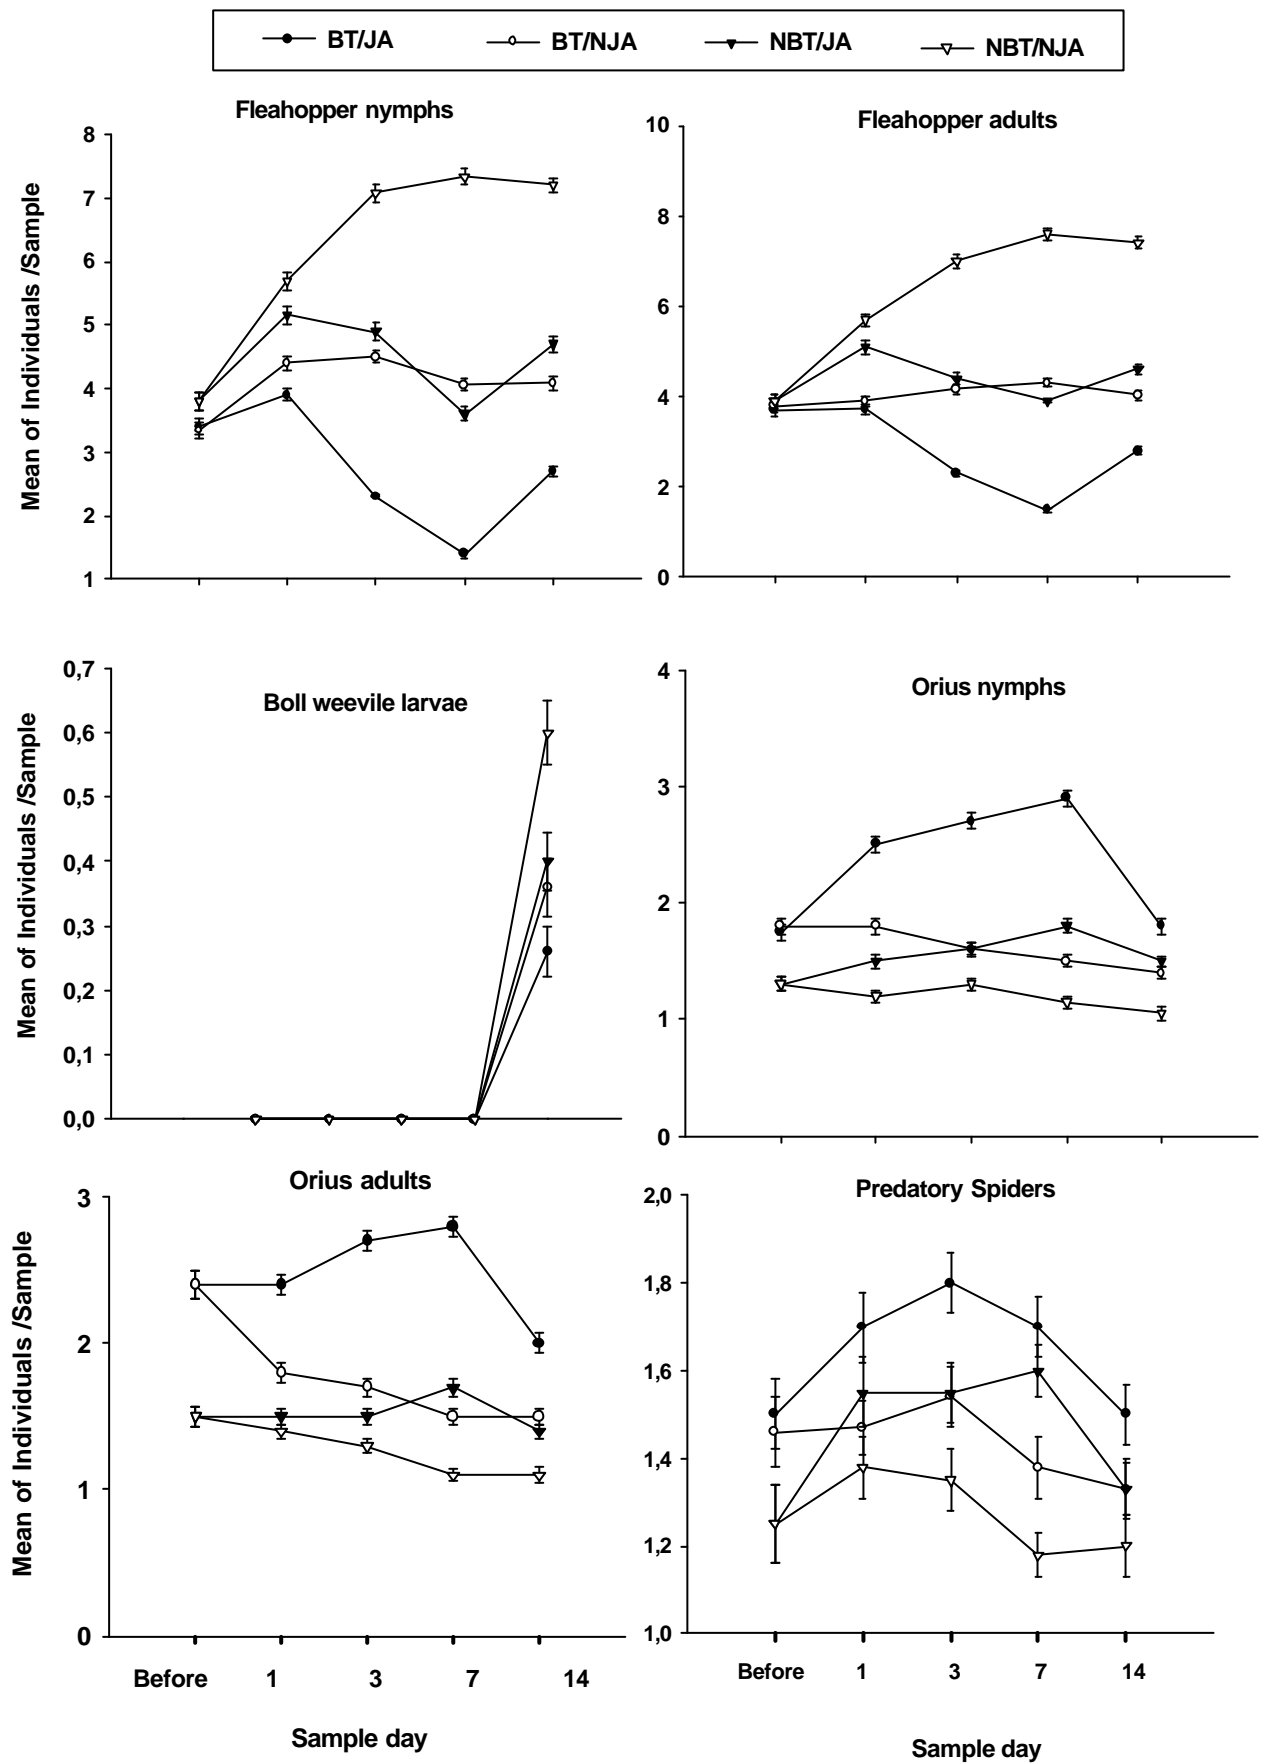 BT/JA BT/NJA NBT/JA NBT/NJA
Fleahopper nymphs
8
7
6
5
4
3
2
1
Mean of Individuals /Sample
Fleahopper adults
10
8
6
4
2
0
Boll weevile larvae
0,7
0,6
0,5
0,4
0,3
0,2
0,1
0,0
Mean of Individuals /Sample
Orius nymphs
4
3
2
1
0
Orius adults
3
2
1
0
Mean of Individuals /Sample
Before 1 3 7 14
Sample day
Predatory Spiders
2,0
1,8
1,6
1,4
1,2
1,0
Before 1 3 7 14
Sample day